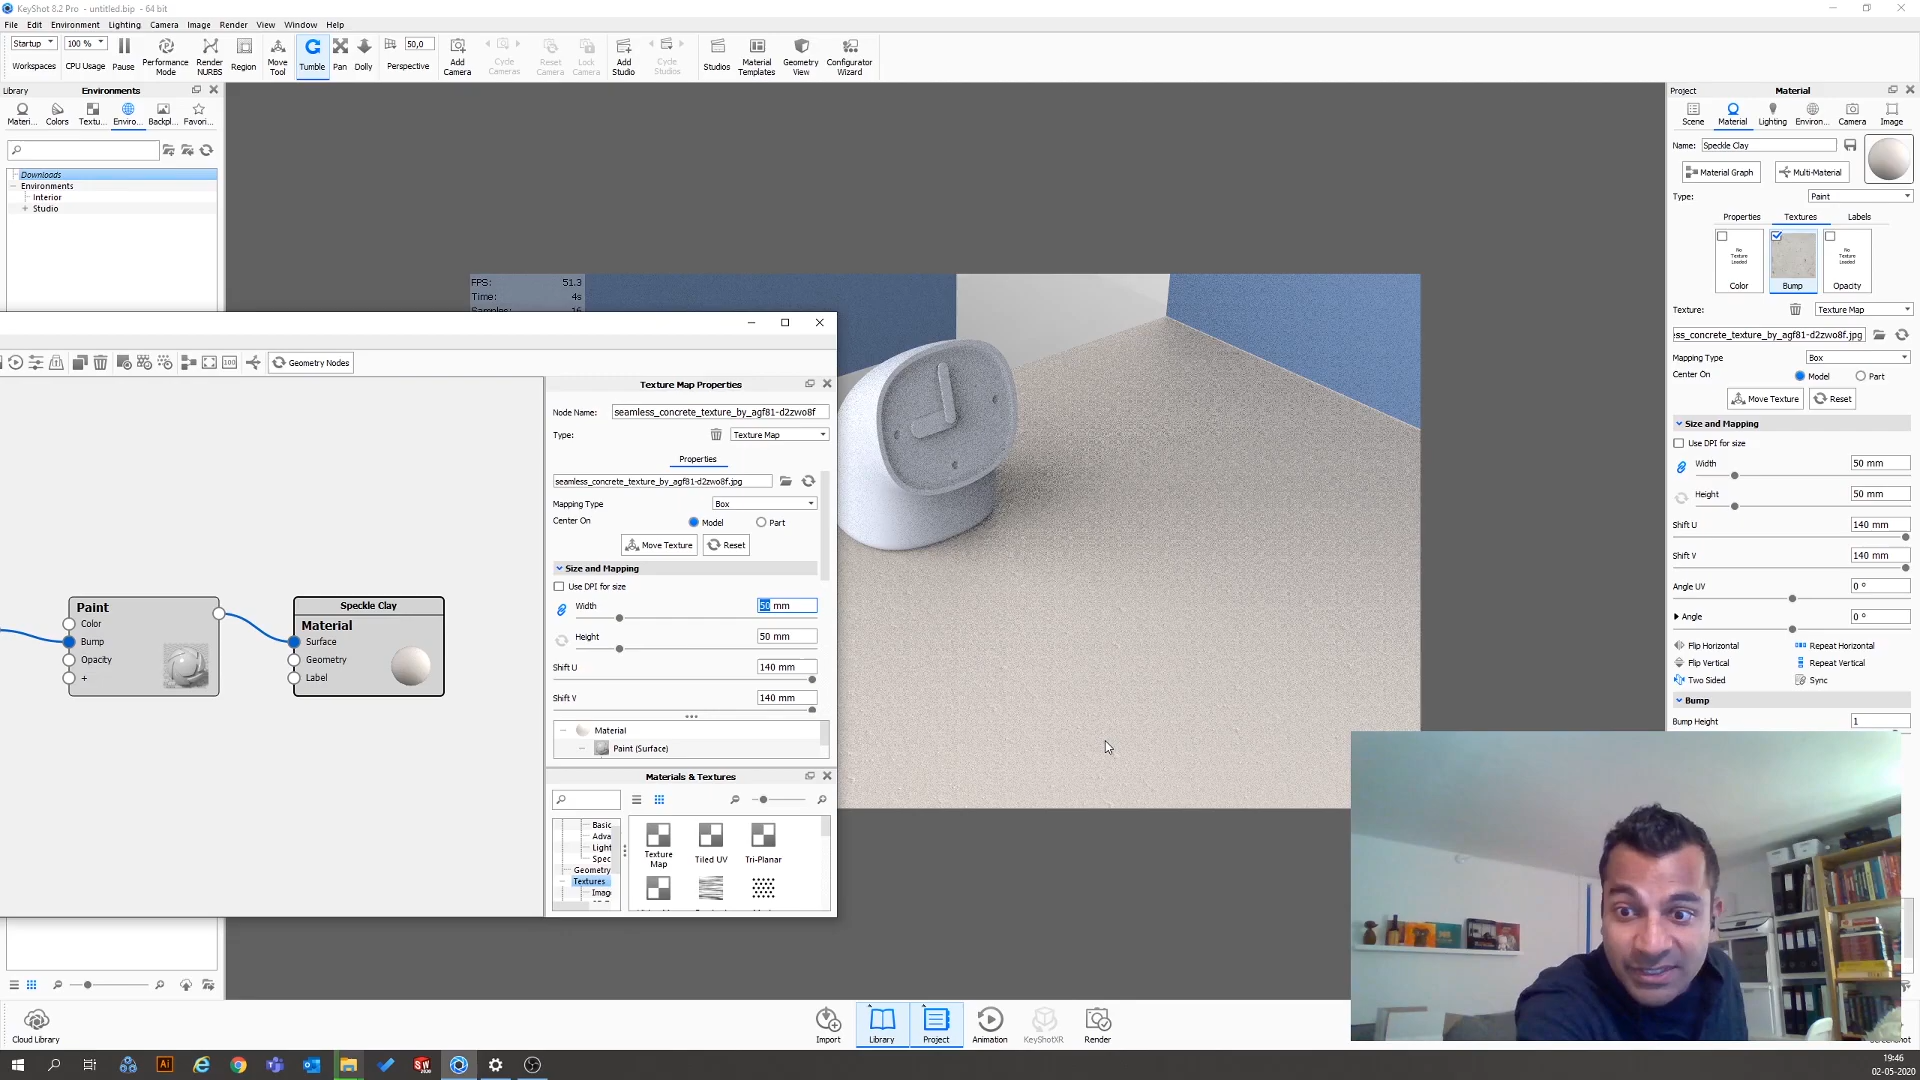 KeyShot 8.2 Pro - untitled.bip - 64 bit
File Edit Environment Lighting Camera Image Render View Window Help
Startup 100 % 50,0
Workspaces CPU Usage Pause Performance Mode Render NURBS Region Move Tool Tumble Pan Dolly Perspective Add Camera Cycle Cameras Reset Camera Lock Camera Add Studio Cycle Studios Studios Material Templates Geometry View Configurator Wizard
Library Environments
Materi... Colors Textu... Enviro... Backpl... Favori...
Downloads
Environments
Interior
Studio
FPS: 51.3
Time: 4s
Geometry Nodes
Texture Map Properties
Node Name: seamless_concrete_texture_by_agf81-d2zwo8f
Type: Texture Map
Properties
seamless_concrete_texture_by_agf81-d2zwo8f.jpg
Mapping Type Box
Center On Model Part
Move Texture Reset
Size and Mapping
Use DPI for size
Width 50 mm
Height 50 mm
Shift U 140 mm
Shift V 140 mm
Material
Paint (Surface)
Paint
Color
Bump
Opacity
+
Speckle Clay
Material
Surface
Geometry
Label
Materials & Textures
Basic
Adva
Light
Spec
Geometry
Textures
Imag
Texture Map
Tiled UV
Tri-Planar
Project Material
Scene Material Lighting Environ... Camera Image
Name: Speckle Clay
Material Graph Multi-Material
Type: Paint
Properties Textures Labels
No Texture Loaded
No Texture Loaded
Color Bump Opacity
Texture: Texture Map
ss_concrete_texture_by_agf81-d2zwo8f.jpg
Mapping Type Box
Center On Model Part
Move Texture Reset
Size and Mapping
Use DPI for size
Width 50 mm
Height 50 mm
Shift U 140 mm
Shift V 140 mm
Angle UV 0 °
Angle 0 °
Flip Horizontal Repeat Horizontal
Flip Vertical Repeat Vertical
Two Sided Sync
Bump
Bump Height 1
Cloud Library
Import Library Project Animation KeyShotXR Render
19:46
02-05-2020